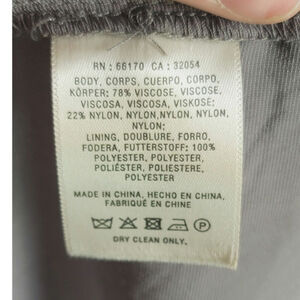 RN : 66170 CA : 32054
BODY, CORPS, CUERPO, CORPO,
KÖRPER: 78% VISCOSE, VISCOSE,
VISCOSA, VISCOSA, VISKOSE;
22% NYLON, NYLON, NYLON, NYLON,
NYLON;
LINING, DOUBLURE, FORRO,
FODERA, FUTTERSTOFF: 100%
POLYESTER, POLYESTER,
POLIÉSTER, POLIESTERE,
POLYESTER
MADE IN CHINA, HECHO EN CHINA,
FABRIQUÉ EN CHINE
DRY CLEAN ONLY.